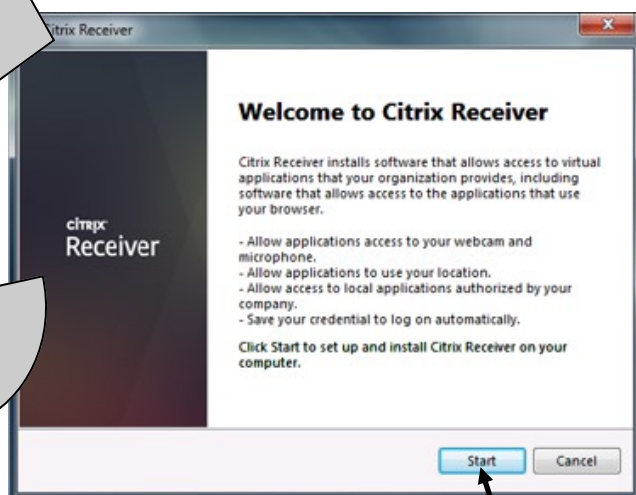 itrix Receiver
Welcome to Citrix Receiver
Citrix Receiver installs software that allows access to virtual
applications that your organization provides, including
software that allows access to the applications that use
your browser.
- Allow applications access to your webcam and
microphone.
- Allow applications to use your location.
- Allow access to local applications authorized by your
company.
- Save your credential to log on automatically.
Click Start to set up and install Citrix Receiver on your
computer.
CİTRIX
Receiver
Start
Cancel